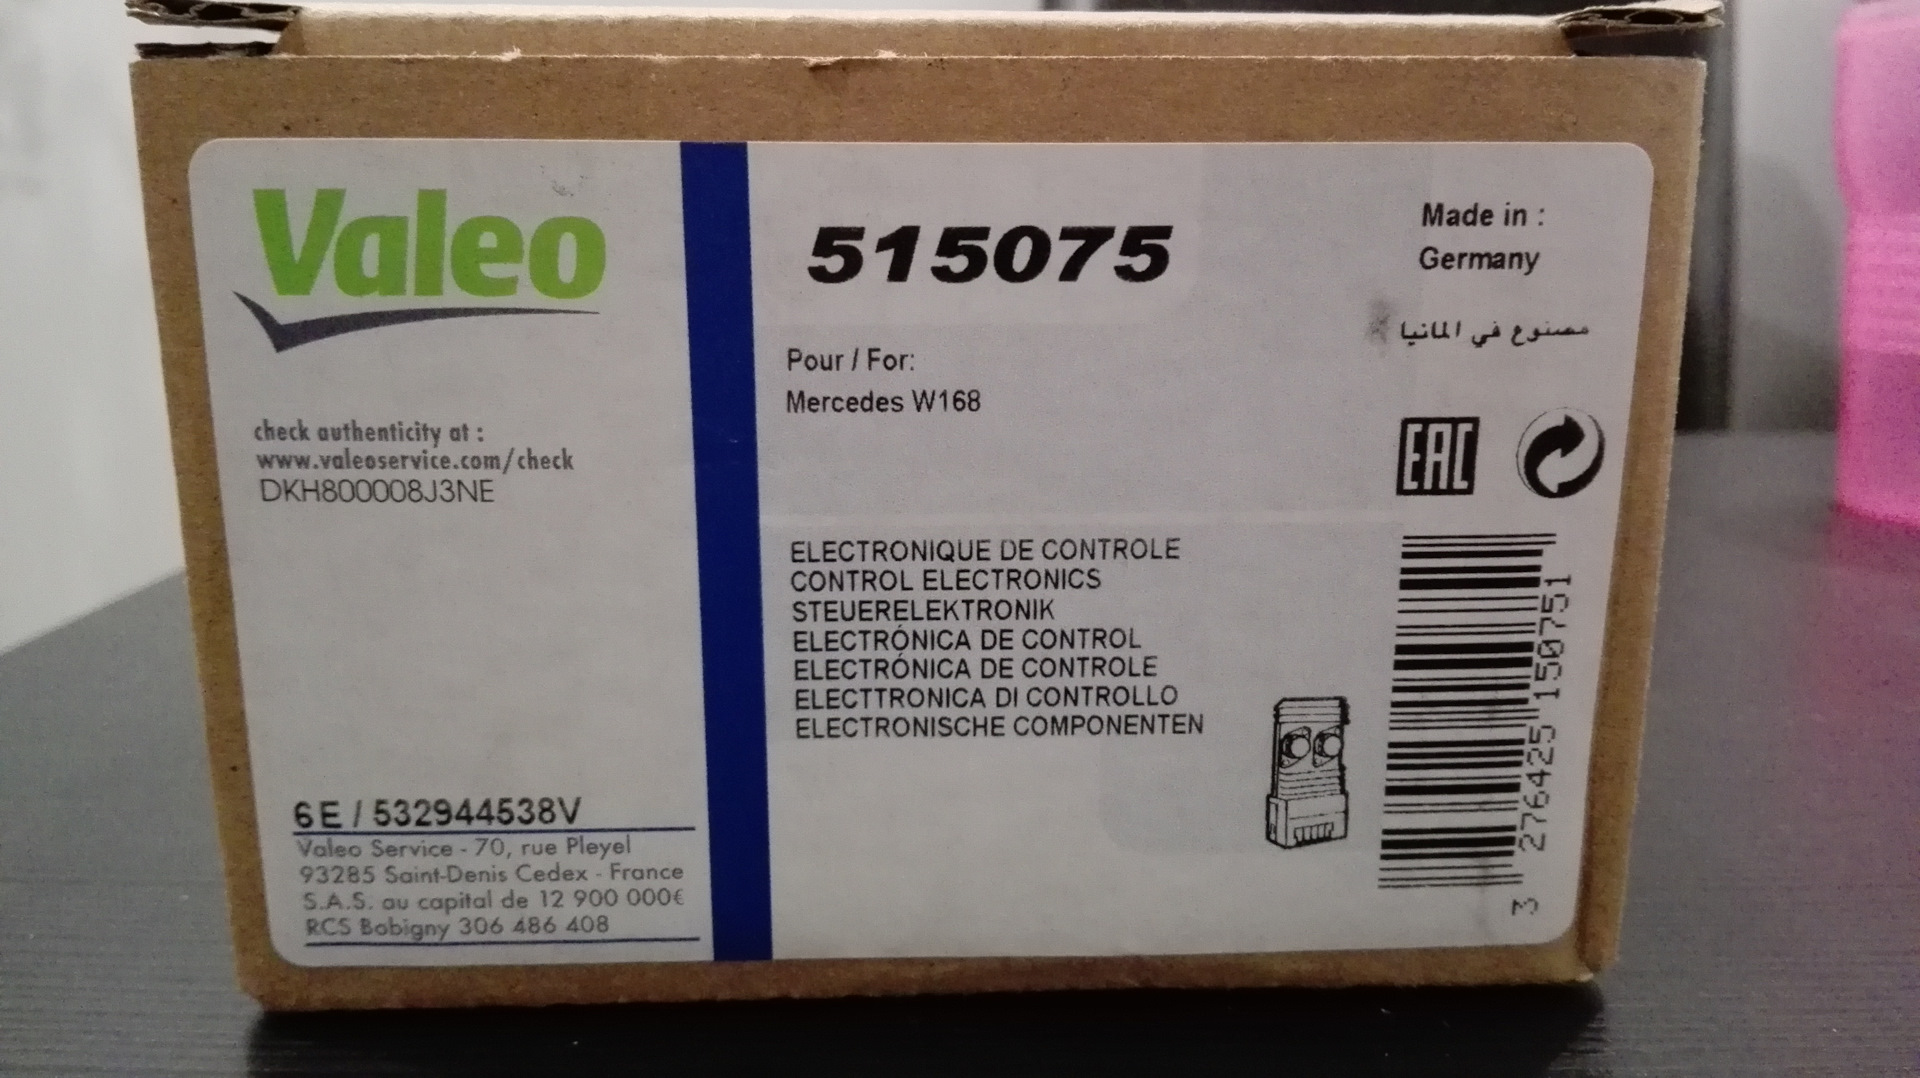 Valeo
check authenticity at :
www.valeoservice.com/check
DKH800008J3NE
6E / 532944538V
Valeo Service - 70, rue Pleyel
93285 Saint-Denis Cedex - France
S.A.S. au capital de 12 900 000€
RCS Bobigny 306 486 408
515075
Pour / For:
Mercedes W168
ELECTRONIQUE DE CONTROLE
CONTROL ELECTRONICS
STEUERELEKTRONIK
ELECTRÓNICA DE CONTROL
ELECTRÓNICA DE CONTROLE
ELECTTRONICA DI CONTROLLO
ELECTRONISCHE COMPONENTEN
Made in :
Germany
مصنوع في المانيا
EAC
3 276425 150751